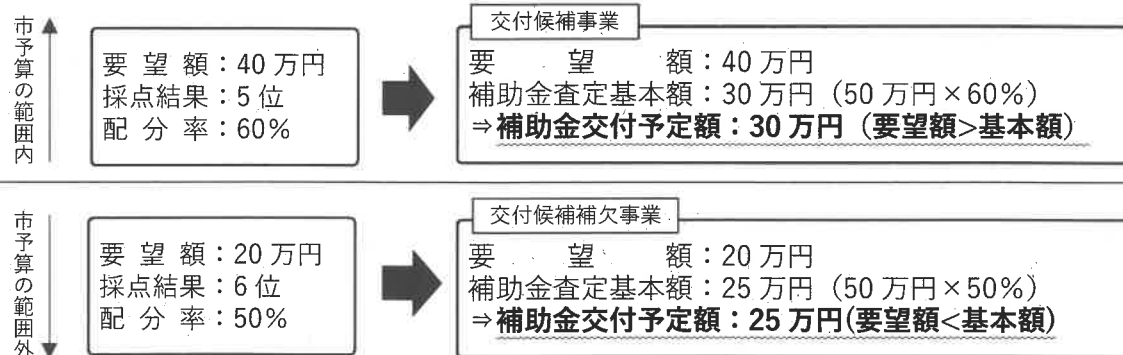 市予算の範囲内
要望額：40万円
採点結果：5位
配分率：60%
交付候補事業
要望額：40万円
補助金査定基本額：30万円（50万円×60%）
⇒補助金交付予定額：30万円（要望額>基本額）
市予算の範囲外
要望額：20万円
採点結果：6位
配分率：50%
交付候補補欠事業
要望額：20万円
補助金査定基本額：25万円（50万円×50%）
⇒補助金交付予定額：25万円(要望額<基本額)